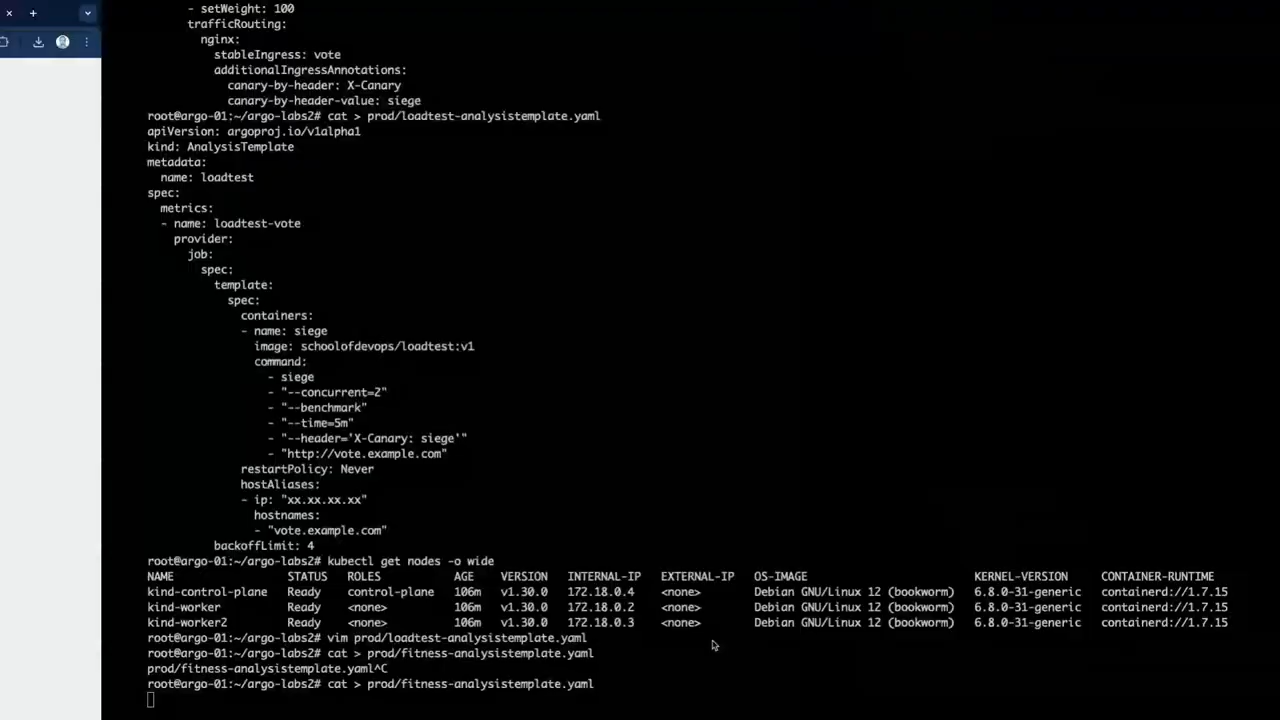 - setWeight: 100
      trafficRouting:
        nginx:
          stableIngress: vote
          additionalIngressAnnotations:
            canary-by-header: X-Canary
            canary-by-header-value: siege
root@argo-01:~/argo-labs2# cat > prod/loadtest-analysistemplate.yaml
apiVersion: argoproj.io/v1alpha1
kind: AnalysisTemplate
metadata:
  name: loadtest
spec:
  metrics:
  - name: loadtest-vote
    provider:
      job:
        spec:
          template:
            spec:
              containers:
              - name: siege
                image: schoolofdevops/loadtest:v1
                command:
                  - siege
                  - "--concurrent=2"
                  - "--benchmark"
                  - "--time=5m"
                  - "--header='X-Canary: siege'"
                  - "http://vote.example.com"
              restartPolicy: Never
              hostAliases:
              - ip: "xx.xx.xx.xx"
                hostnames:
                - "vote.example.com"
          backoffLimit: 4
root@argo-01:~/argo-labs2# kubectl get nodes -o wide
NAME                 STATUS   ROLES           AGE    VERSION   INTERNAL-IP   EXTERNAL-IP   OS-IMAGE                         KERNEL-VERSION    CONTAINER-RUNTIME
kind-control-plane   Ready    control-plane   106m   v1.30.0   172.18.0.4    <none>        Debian GNU/Linux 12 (bookworm)   6.8.0-31-generic   containerd://1.7.15
kind-worker          Ready    <none>          106m   v1.30.0   172.18.0.2    <none>        Debian GNU/Linux 12 (bookworm)   6.8.0-31-generic   containerd://1.7.15
kind-worker2         Ready    <none>          106m   v1.30.0   172.18.0.3    <none>        Debian GNU/Linux 12 (bookworm)   6.8.0-31-generic   containerd://1.7.15
root@argo-01:~/argo-labs2# vim prod/loadtest-analysistemplate.yaml
root@argo-01:~/argo-labs2# cat > prod/fitness-analysistemplate.yaml
prod/fitness-analysistemplate.yaml^C
root@argo-01:~/argo-labs2# cat > prod/fitness-analysistemplate.yaml